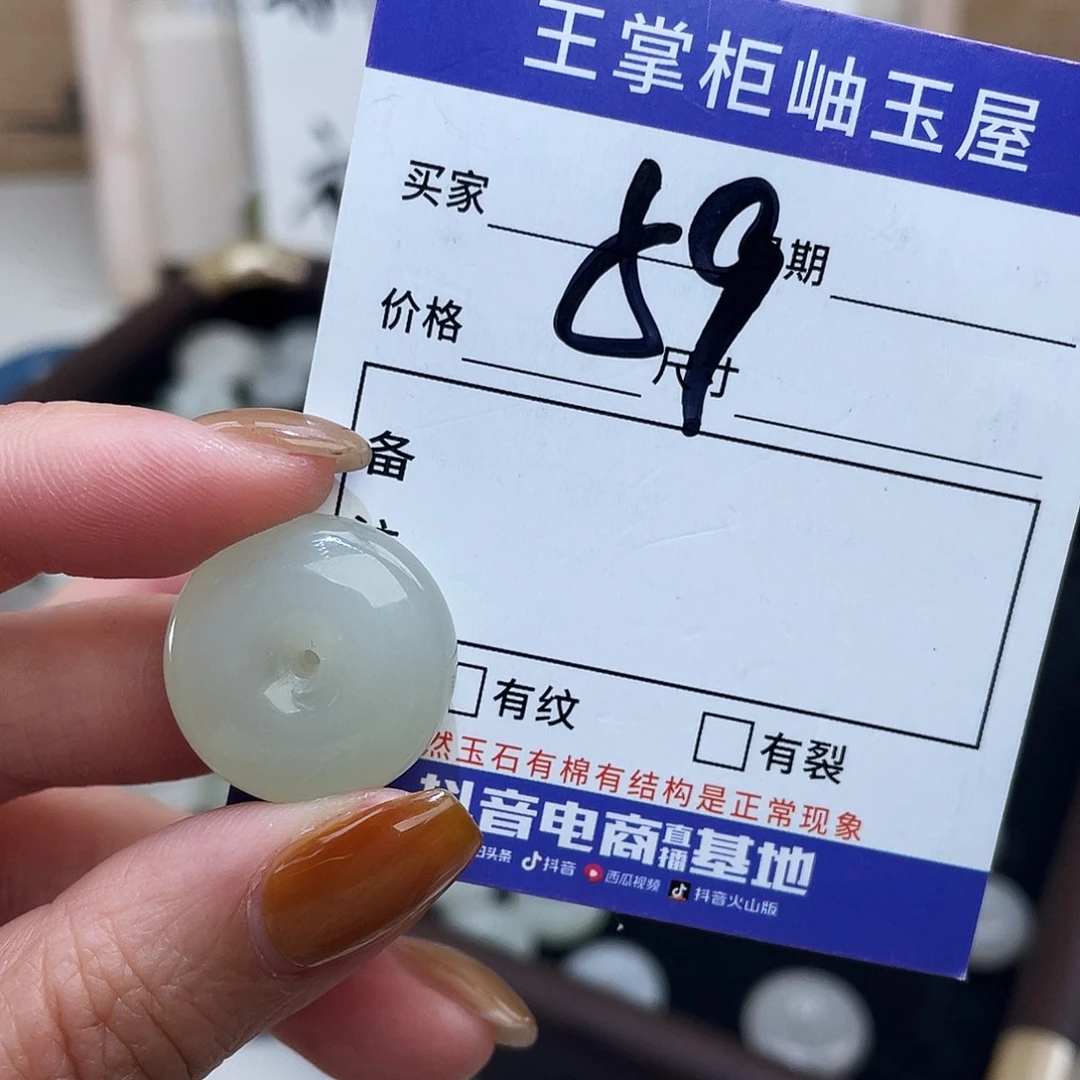 王掌柜岫玉屋
买家 89 期
价格 尺寸
备
有纹 有裂
然玉石有棉有结构是正常现象
抖音电商直播基地
头条 抖音 西瓜视频 抖音火山版